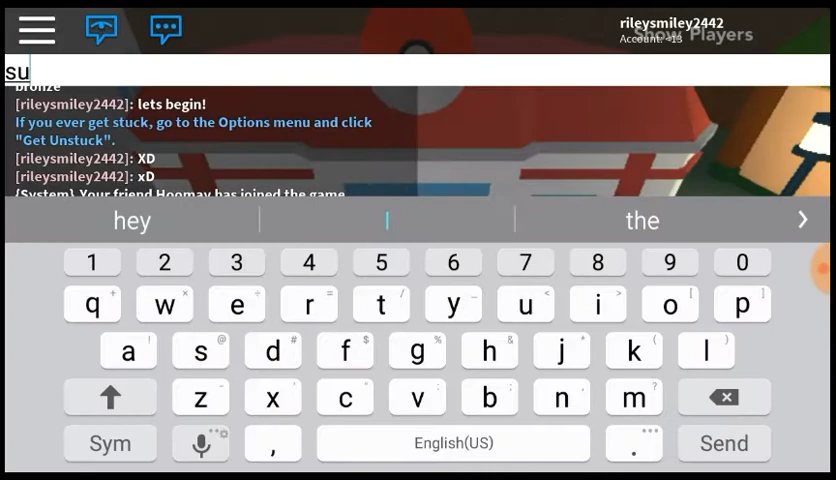 rileysmiley2442
Account: <13
Show Players
su
bronze
[rileysmiley2442]: lets begin!
If you ever get stuck, go to the Options menu and click
"Get Unstuck".
[rileysmiley2442]: XD
[rileysmiley2442]: xD
{System} Your friend Hoomay has joined the game
hey
I
the
1 2 3 4 5 6 7 8 9 0
q w e r t y u i o p
a s d f g h j k l
z x c v b n m
Sym , English(US) . Send